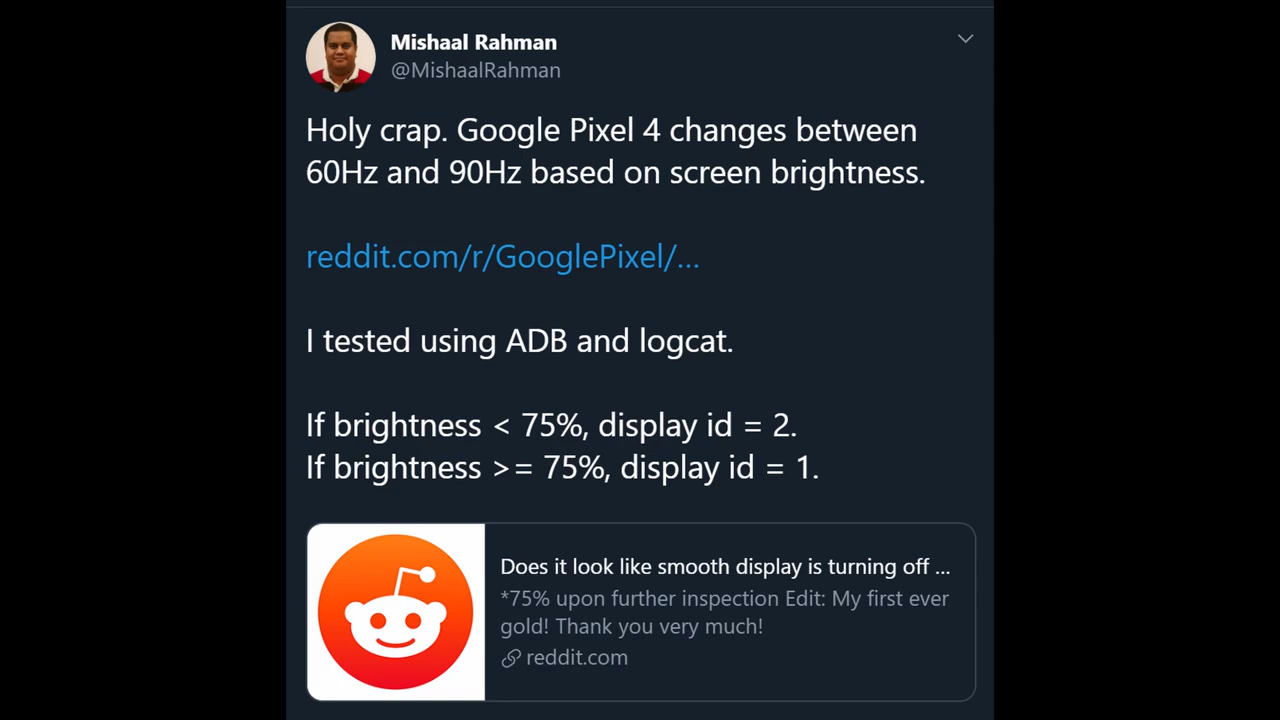 Mishaal Rahman
@MishaalRahman
Holy crap. Google Pixel 4 changes between
60Hz and 90Hz based on screen brightness.
reddit.com/r/GooglePixel/...
I tested using ADB and logcat.
If brightness < 75%, display id = 2.
If brightness >= 75%, display id = 1.
Does it look like smooth display is turning off ...
*75% upon further inspection Edit: My first ever
gold! Thank you very much!
reddit.com